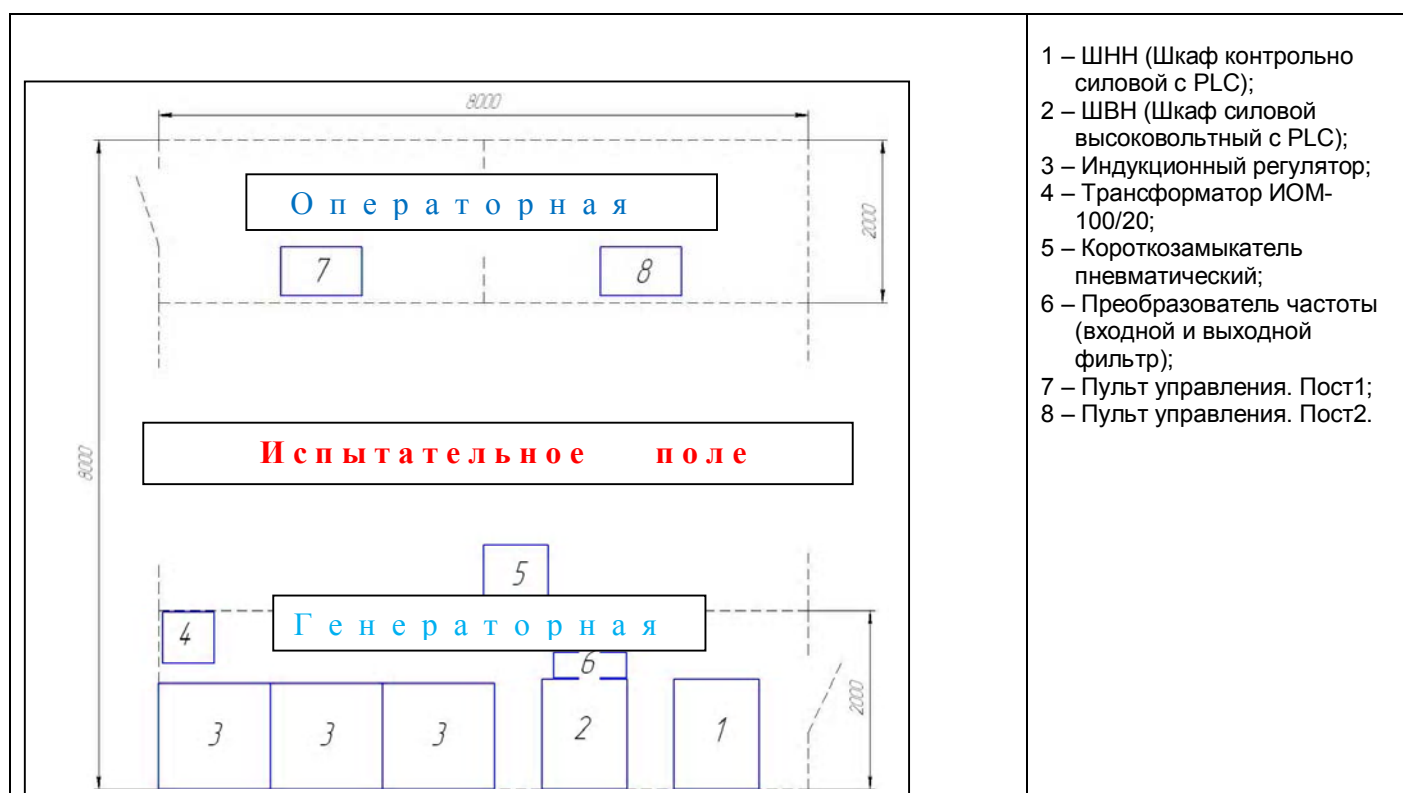 8000
Операторная
2000
7
8
Испытательное поле
8000
5
Генераторная
4
6
3
3
3
2
1
2000
1 – ШНН (Шкаф контрольно
силовой с PLC);
2 – ШВН (Шкаф силовой
высоковольтный с PLC);
3 – Индукционный регулятор;
4 – Трансформатор ИОМ-
100/20;
5 – Короткозамыкатель
пневматический;
6 – Преобразователь частоты
(входной и выходной
фильтр);
7 – Пульт управления. Пост1;
8 – Пульт управления. Пост2.